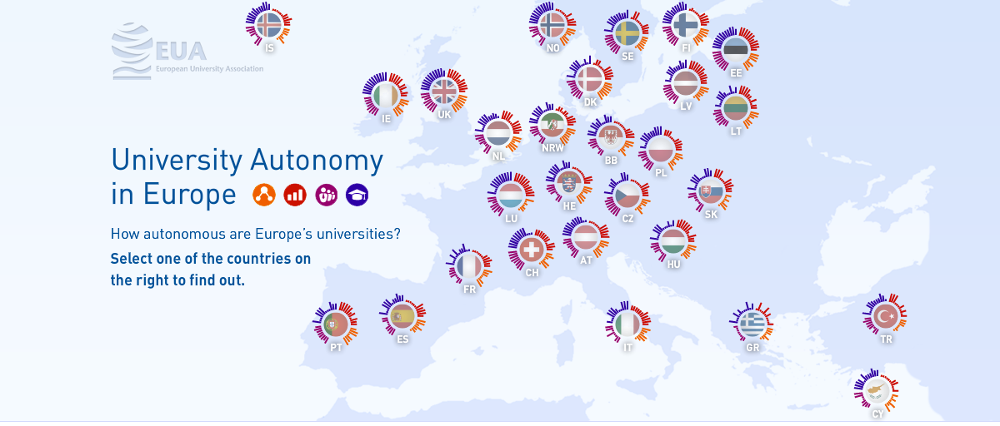 EUA
European University Association
University Autonomy
in Europe
How autonomous are Europe's universities?
Select one of the countries on
the right to find out.
IS
NO
SE
FI
EE
IE
UK
DK
LV
LT
NL
NRW
BB
PL
LU
HE
CZ
SK
CH
AT
HU
FR
PT
ES
IT
GR
TR
CY